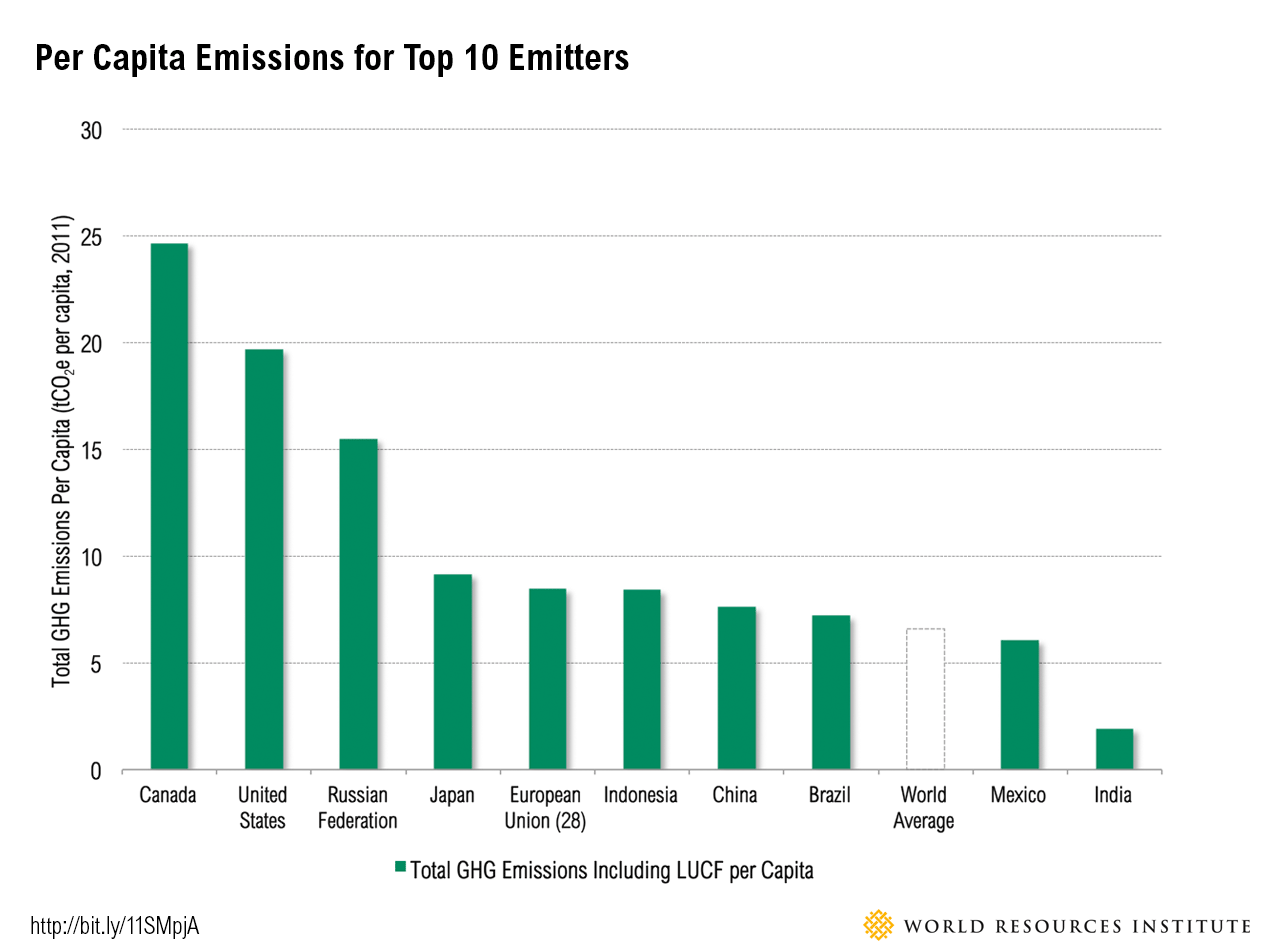 Per Capita Emissions for Top 10 Emitters
Total GHG Emissions Per Capita (tCO₂e per capita, 2011)
30
25
20
15
10
5
0
Canada
United
States
Russian
Federation
Japan
European
Union (28)
Indonesia
China
Brazil
World
Average
Mexico
India
Total GHG Emissions Including LUCF per Capita
http://bit.ly/11SMpjA
WORLD RESOURCES INSTITUTE